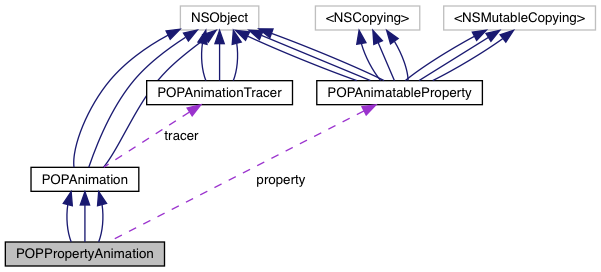 NSObject
<NSCopying>
<NSMutableCopying>
POPAnimationTracer
POPAnimatableProperty
tracer
POPAnimation
property
POPPropertyAnimation